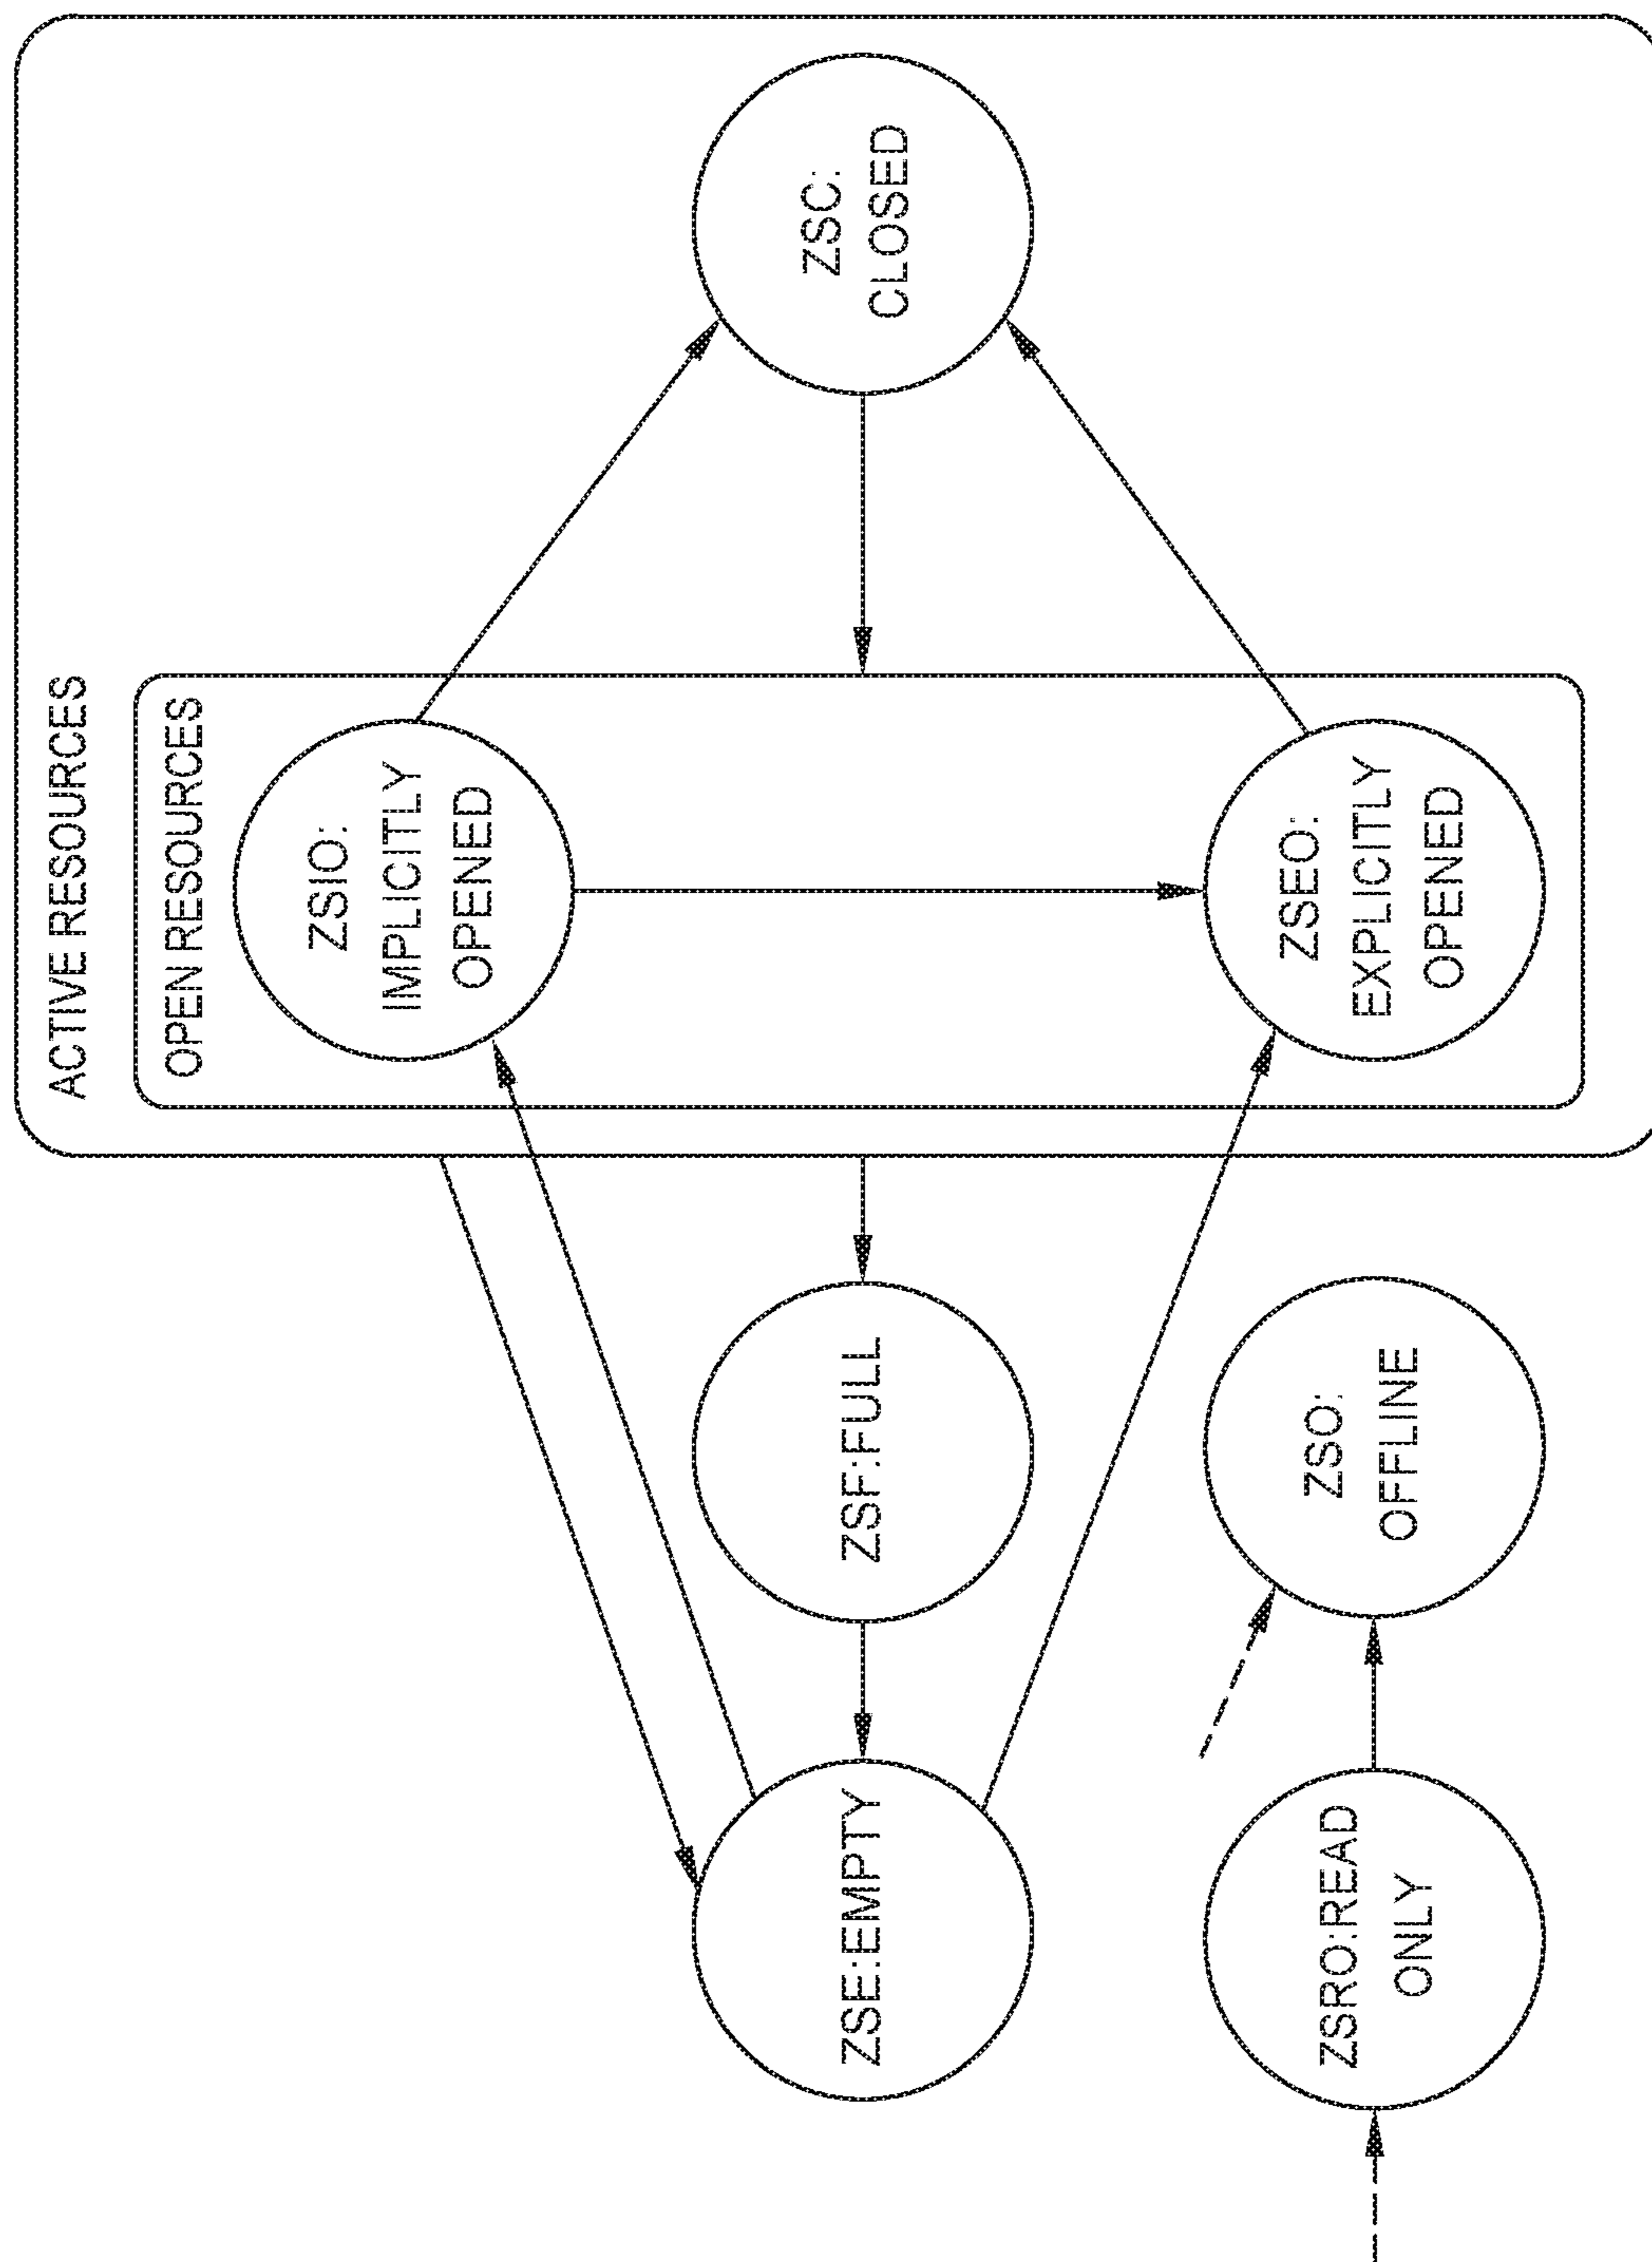 ACTIVE RESOURCES
OPEN RESOURCES
ZSIO:
IMPLICITLY
OPENED
ZSC:
CLOSED
ZSE:EMPTY
ZSF:FULL
ZSEO:
EXPLICITLY
OPENED
ZSRO:READ
ONLY
ZSO:
OFFLINE